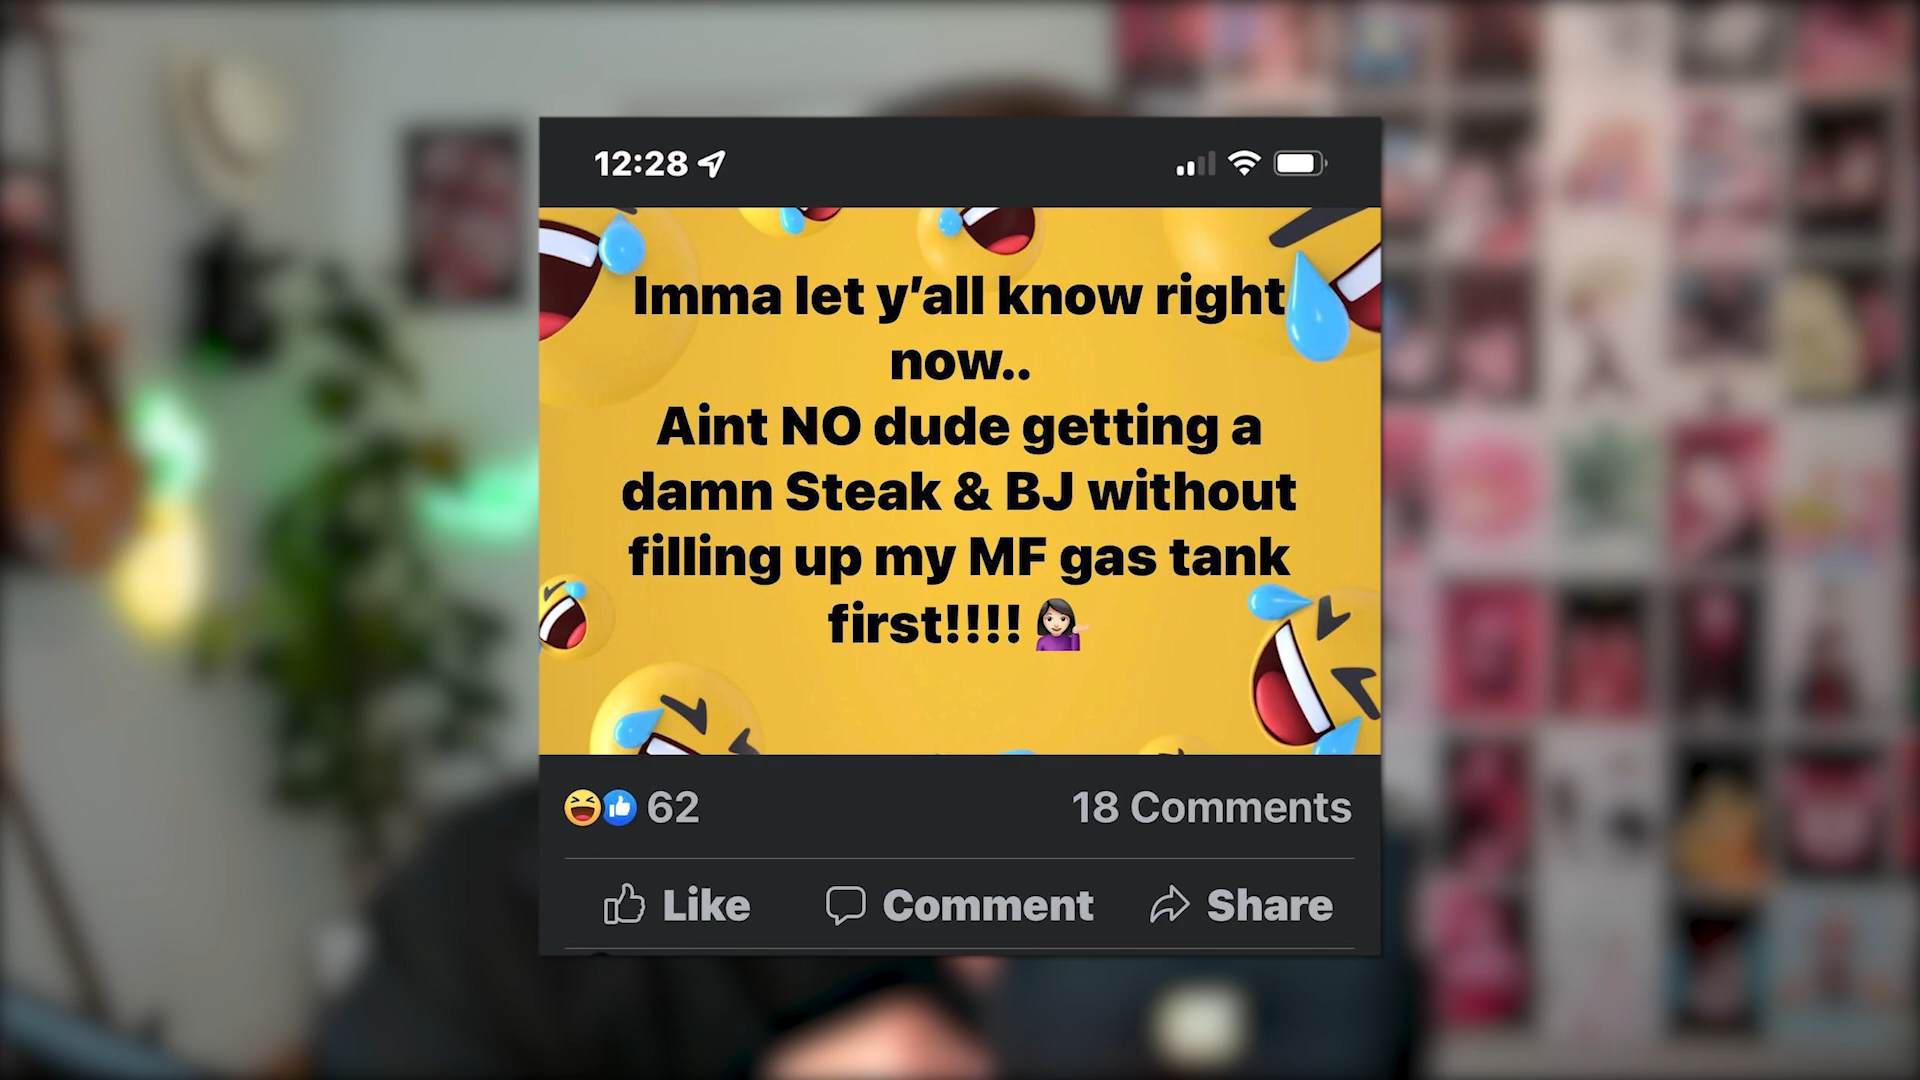 12:28
Imma let y’all know right
now..
Aint NO dude getting a
damn Steak & BJ without
filling up my MF gas tank
first!!!! 💁🏻‍♀️
62
18 Comments
Like
Comment
Share